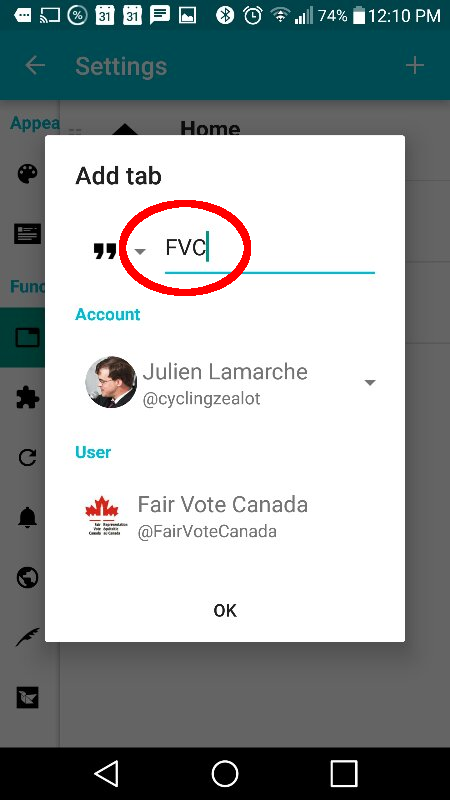 31
31
74%
12:10 PM
Settings
Appea
Home
Add tab
FVC
Account
Julien Lamarche
@cyclingzealot
User
Fair Vote Canada
@FairVoteCanada
Func
OK